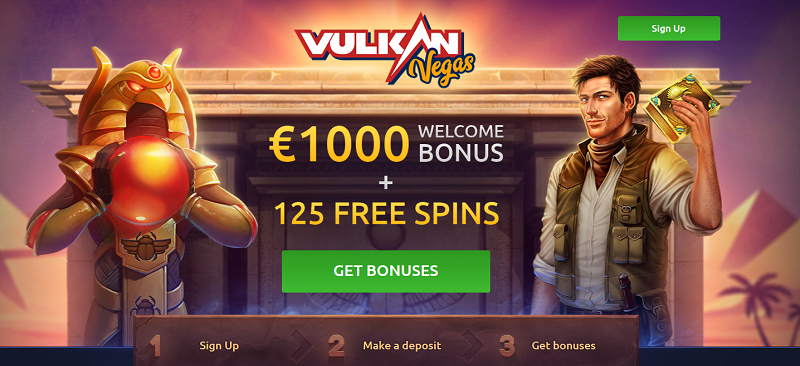 Sign Up
VULKAN
Vegas
€1000 WELCOME BONUS
+
125 FREE SPINS
GET BONUSES
1 Sign Up 2 Make a deposit 3 Get bonuses